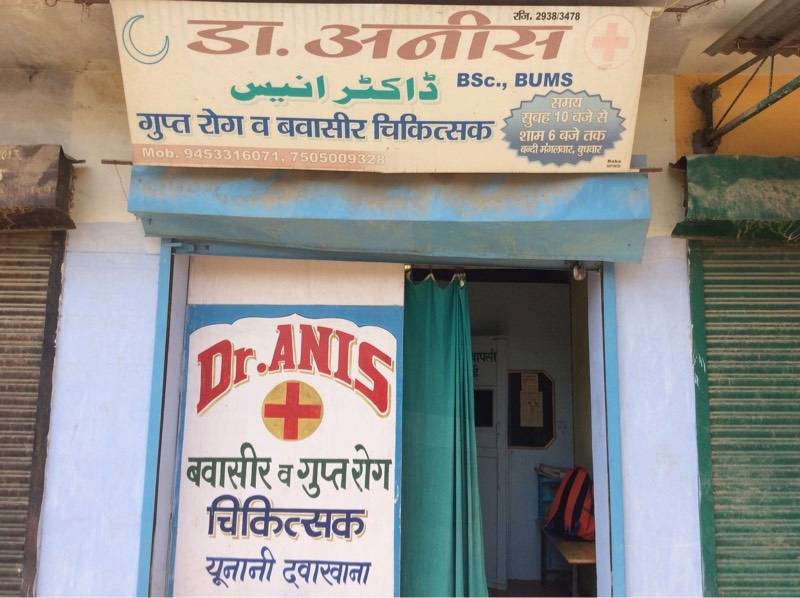 रजि. 2938/3478
डा. अनीस
ڈاکٹر انیس
BSc., BUMS
गुप्त रोग व बवासीर चिकित्सक
समय
सुबह 10 बजे से
शाम 6 बजे तक
बन्दी मंगलवार, बुधवार
Mob. 9453316071, 7505009328
Dr. ANIS
बवासीर व गुप्त रोग
चिकित्सक
यूनानी दवाखाना